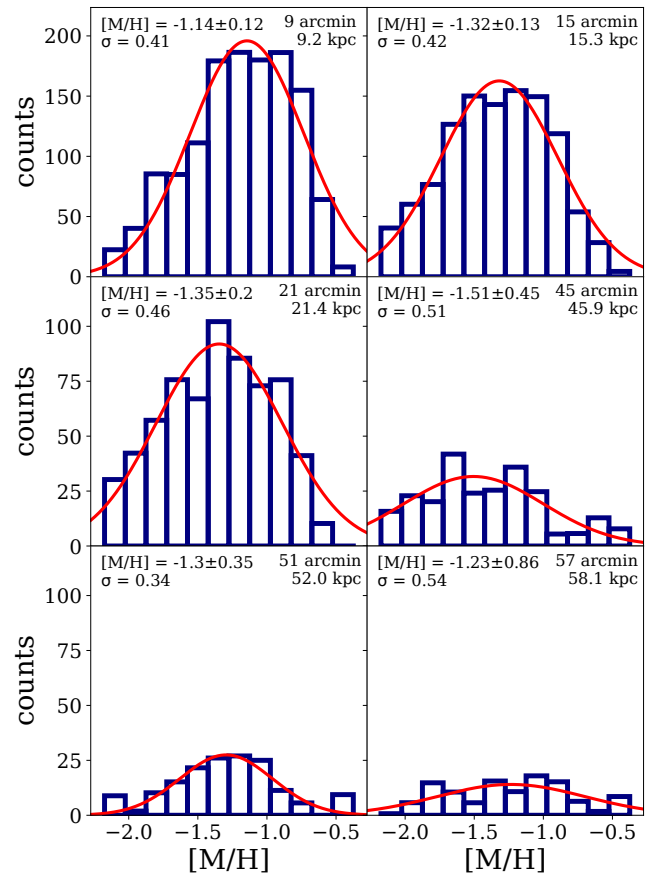 [M/H] = -1.14±0.12 9 arcmin
σ = 0.41 9.2 kpc
[M/H] = -1.32±0.13 15 arcmin
σ = 0.42 15.3 kpc
200
150
100
50
0
counts
[M/H] = -1.35±0.2 21 arcmin
σ = 0.46 21.4 kpc
[M/H] = -1.51±0.45 45 arcmin
σ = 0.51 45.9 kpc
100
75
50
25
0
counts
[M/H] = -1.3±0.35 51 arcmin
σ = 0.34 52.0 kpc
[M/H] = -1.23±0.86 57 arcmin
σ = 0.54 58.1 kpc
100
75
50
25
0
counts
−2.0 −1.5 −1.0 −0.5
−2.0 −1.5 −1.0 −0.5
[M/H]
[M/H]